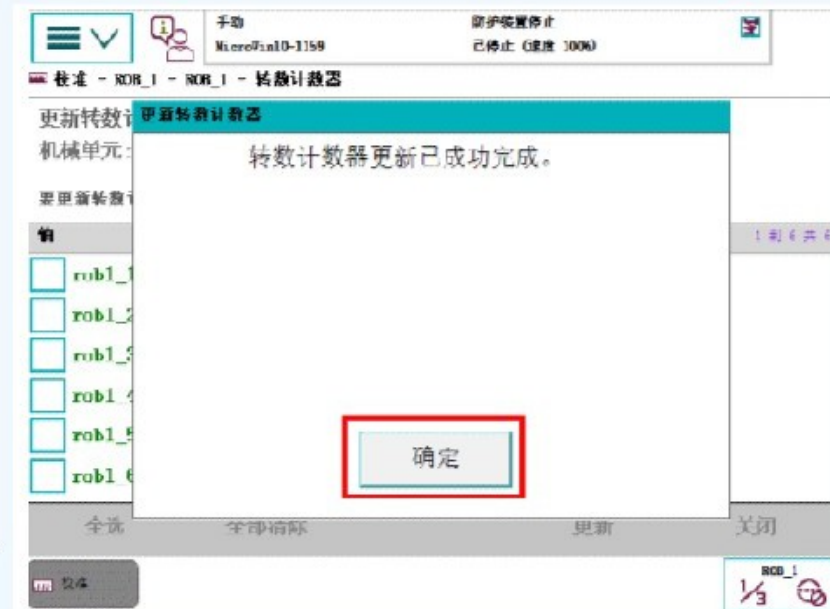 手动
MicroWin10-1159
防护装置停止
已停止 (速度 100%)
校准 - ROB_1 - ROB_1 - 转数计数器
更新转数计
更新转数计数器
机械单元:
转数计数器更新已成功完成。
要更新转数计
轴
1 到 6 共 6
rob1_1
rob1_2
rob1_3
rob1_4
rob1_5
rob1_6
确定
全选
全部清除
更新
关闭
校准
ROB_1
1/3